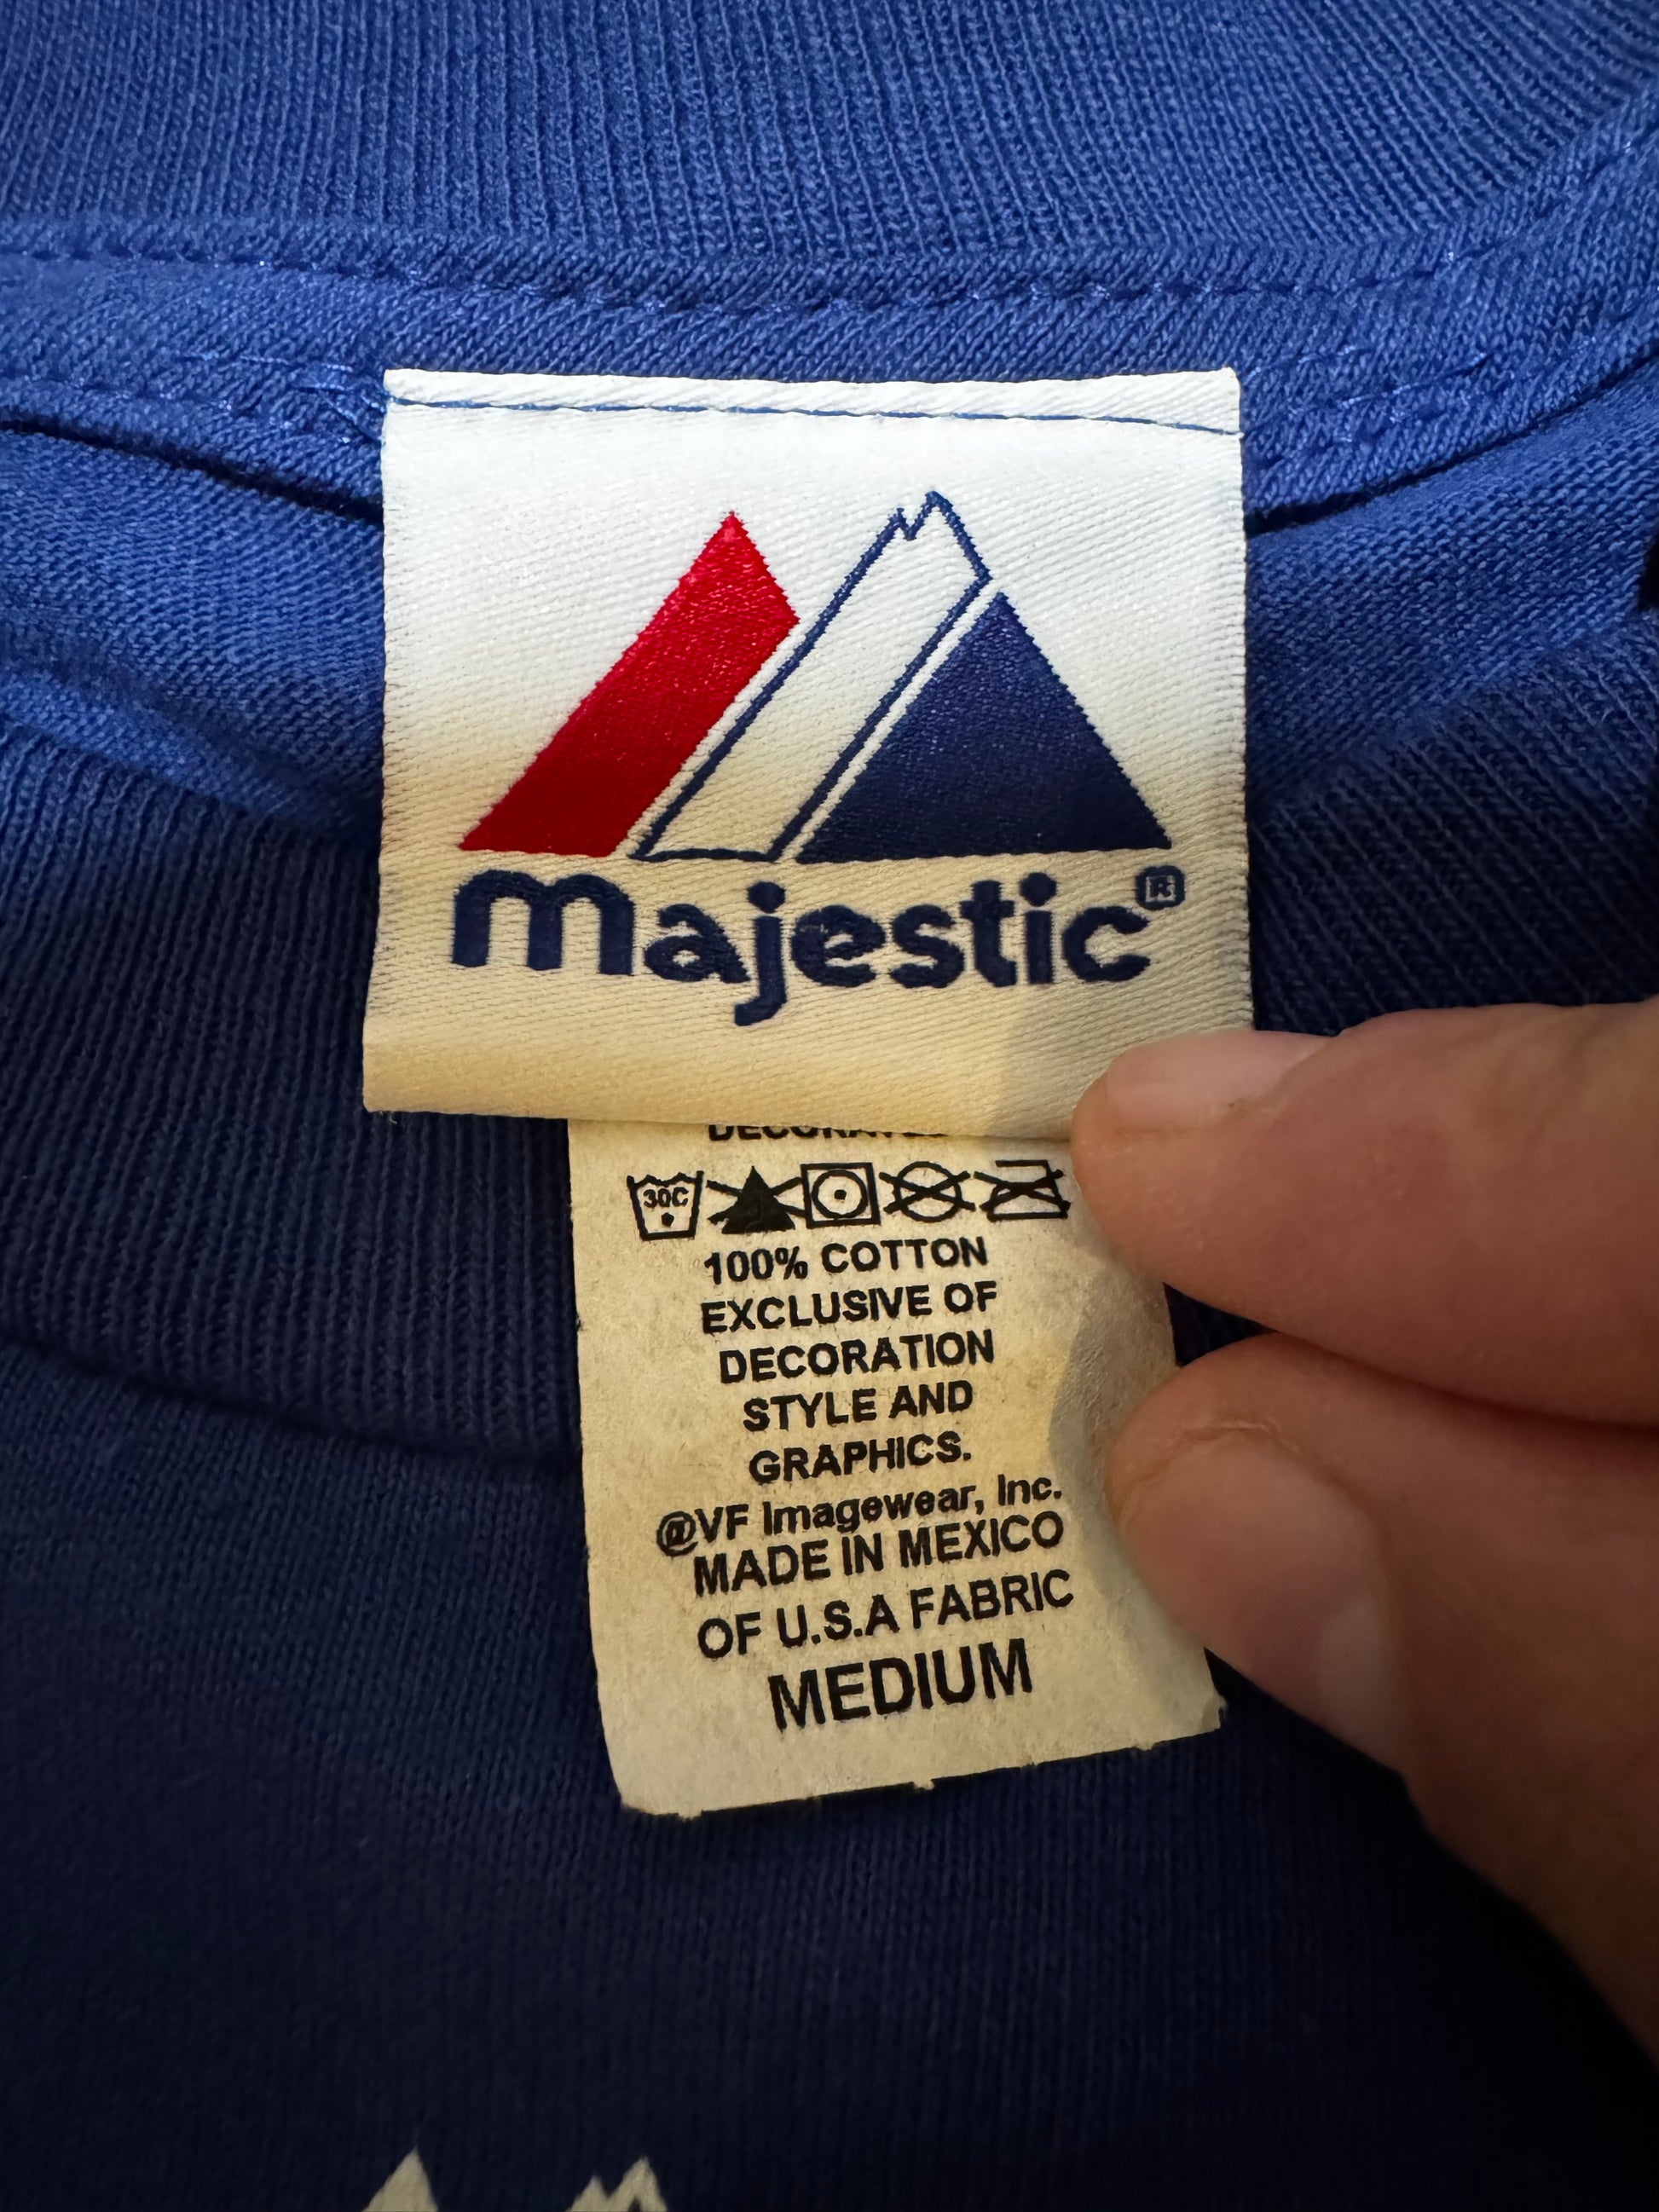 majestic®
30C
100% COTTON
EXCLUSIVE OF
DECORATION
STYLE AND
GRAPHICS.
@VF Imagewear, Inc.
MADE IN MEXICO
OF U.S.A FABRIC
MEDIUM